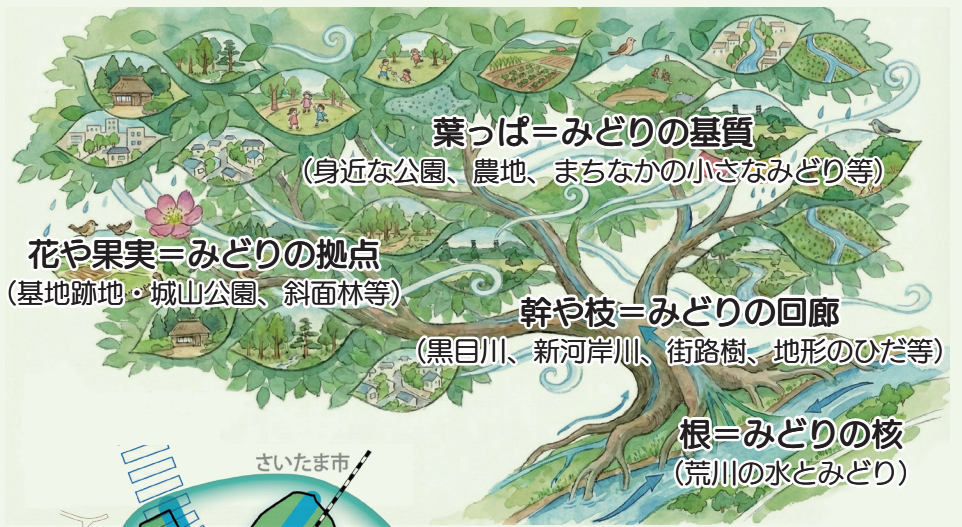 葉っぱ＝みどりの基質
（身近な公園、農地、まちなかの小さなみどり等）
花や果実＝みどりの拠点
（基地跡地・城山公園、斜面林等）
幹や枝＝みどりの回廊
（黒目川、新河岸川、街路樹、地形のひだ等）
根＝みどりの核
（荒川の水とみどり）
さいたま市